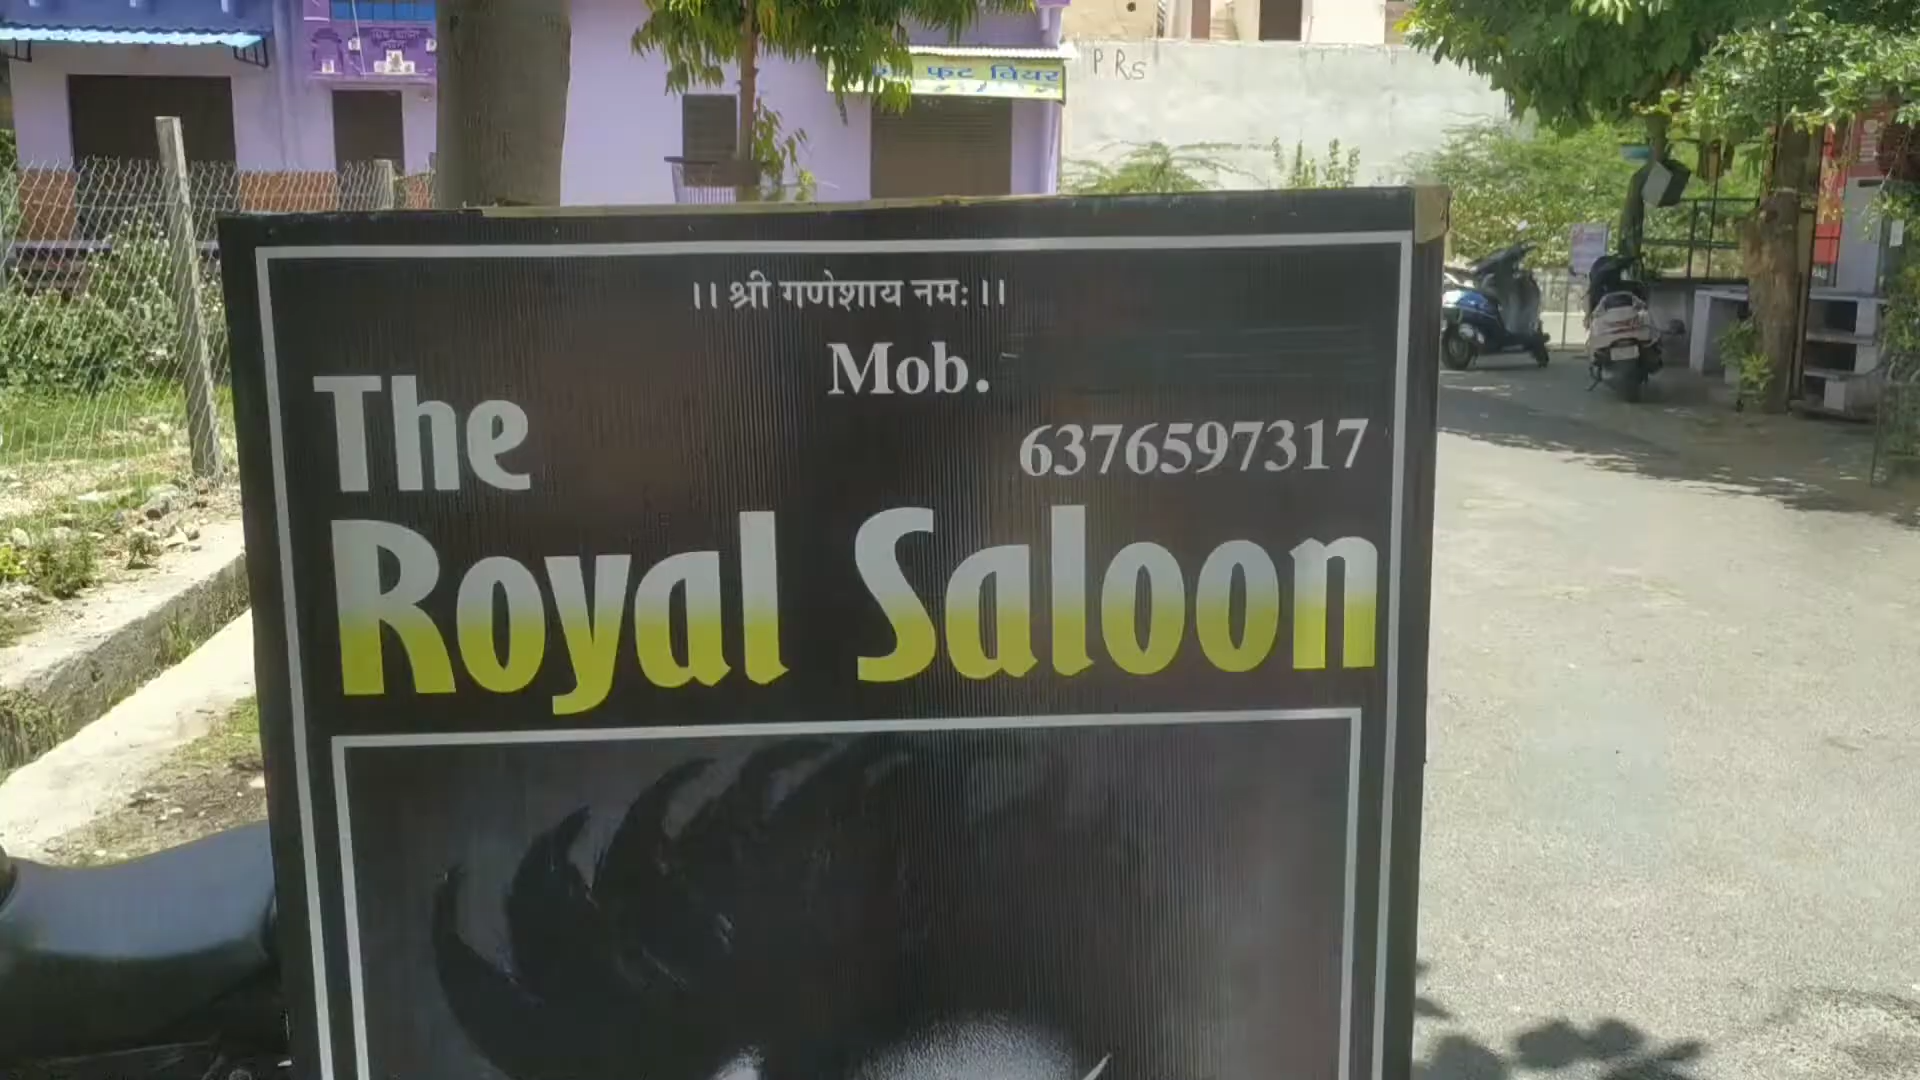 फुट वियर
P RS
।। श्री गणेशाय नमः ।।
Mob.
6376597317
The
Royal Saloon